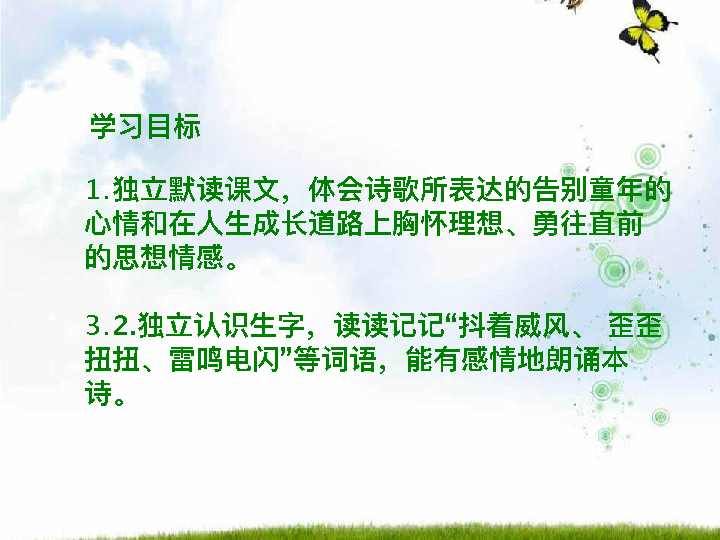 学习目标
1.独立默读课文，体会诗歌所表达的告别童年的
心情和在人生成长道路上胸怀理想、勇往直前
的思想情感。
3.2.独立认识生字，读读记记“抖着威风、 歪歪
扭扭、雷鸣电闪”等词语，能有感情地朗诵本
诗。